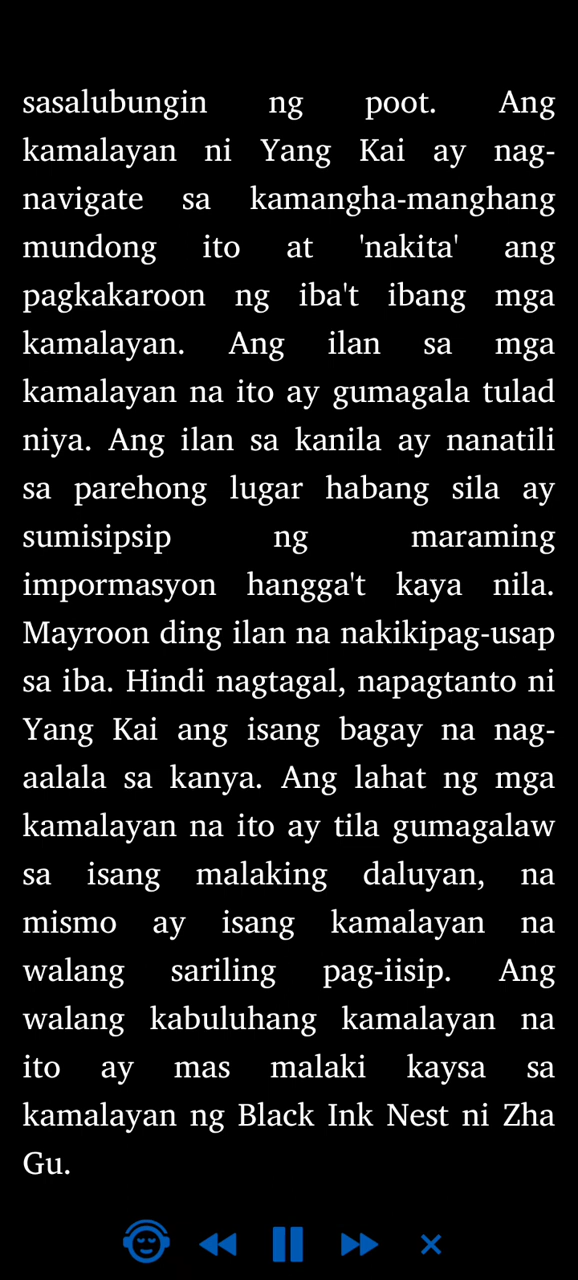 sasalubungin ng poot. Ang
kamalayan ni Yang Kai ay nag-
navigate sa kamangha-manghang
mundong ito at 'nakita' ang
pagkakaroon ng iba't ibang mga
kamalayan. Ang ilan sa mga
kamalayan na ito ay gumagala tulad
niya. Ang ilan sa kanila ay nanatili
sa parehong lugar habang sila ay
sumisipsip ng maraming
impormasyon hangga't kaya nila.
Mayroon ding ilan na nakikipag-usap
sa iba. Hindi nagtagal, napagtanto ni
Yang Kai ang isang bagay na nag-
aalala sa kanya. Ang lahat ng mga
kamalayan na ito ay tila gumagalaw
sa isang malaking daluyan, na
mismo ay isang kamalayan na
walang sariling pag-iisip. Ang
walang kabuluhang kamalayan na
ito ay mas malaki kaysa sa
kamalayan ng Black Ink Nest ni Zha
Gu.